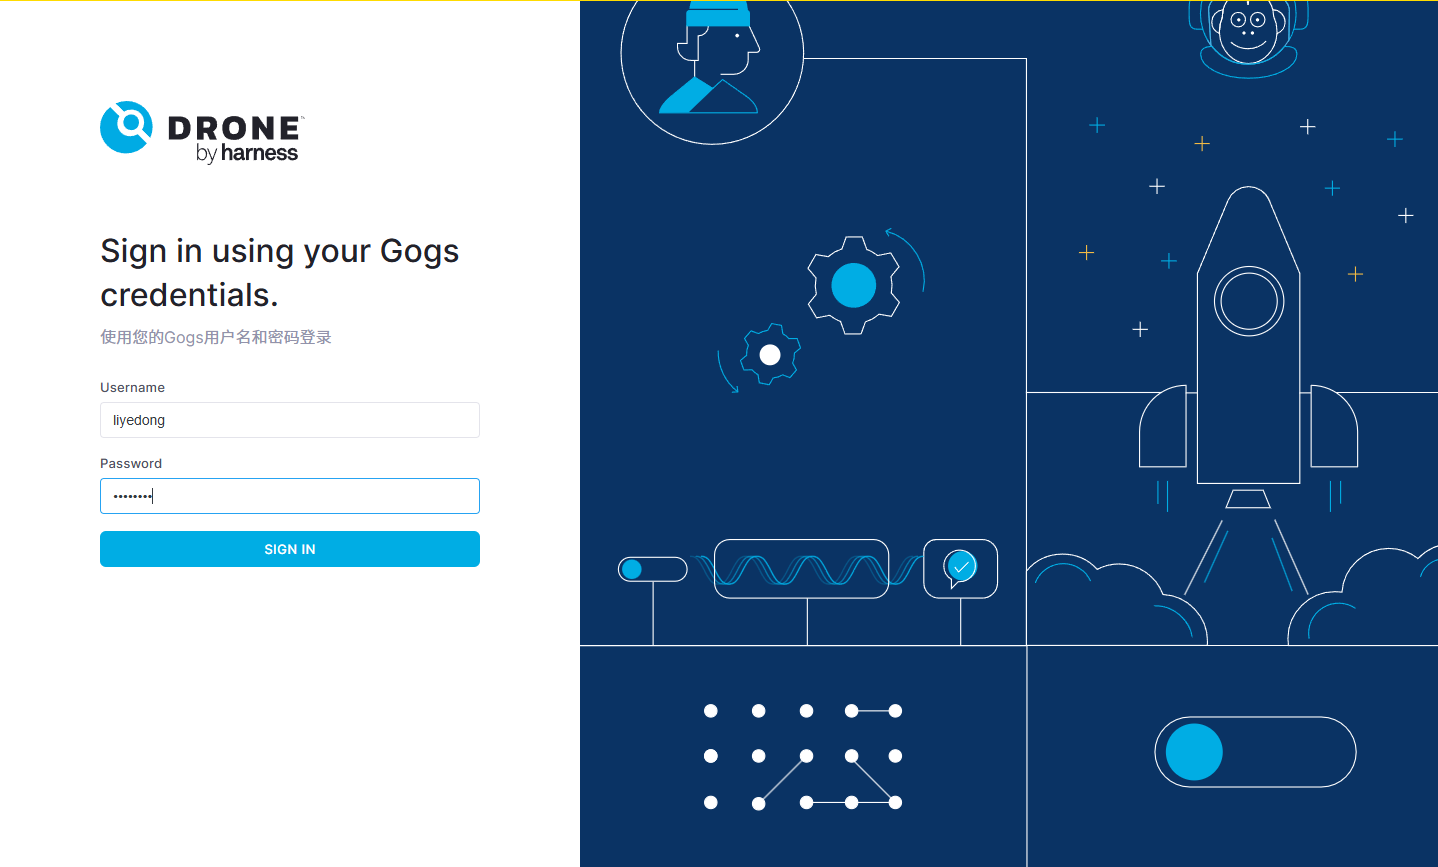 DRONE™
by harness
Sign in using your Gogs
credentials.
使用您的Gogs用户名和密码登录
Username
liyedong
Password
••••••••
SIGN IN